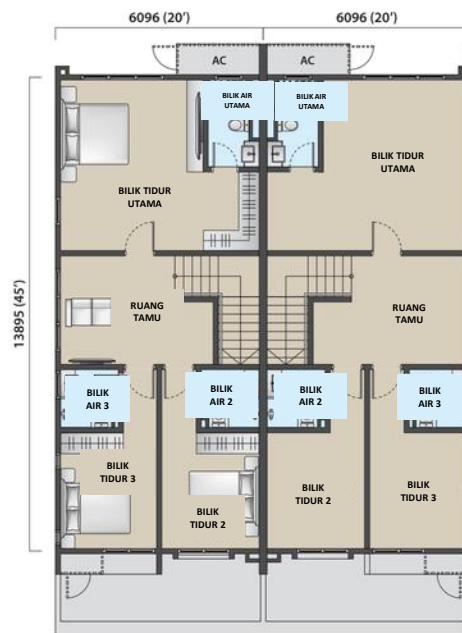 6096 (20')
6096 (20')
AC
AC
BILIK AIR
UTAMA
BILIK AIR
UTAMA
BILIK TIDUR
UTAMA
BILIK TIDUR
UTAMA
13895 (45')
RUANG
TAMU
RUANG
TAMU
BILIK
AIR 3
BILIK
AIR 2
BILIK
AIR 2
BILIK
AIR 3
BILIK
TIDUR 3
BILIK
TIDUR 2
BILIK
TIDUR 2
BILIK
TIDUR 3